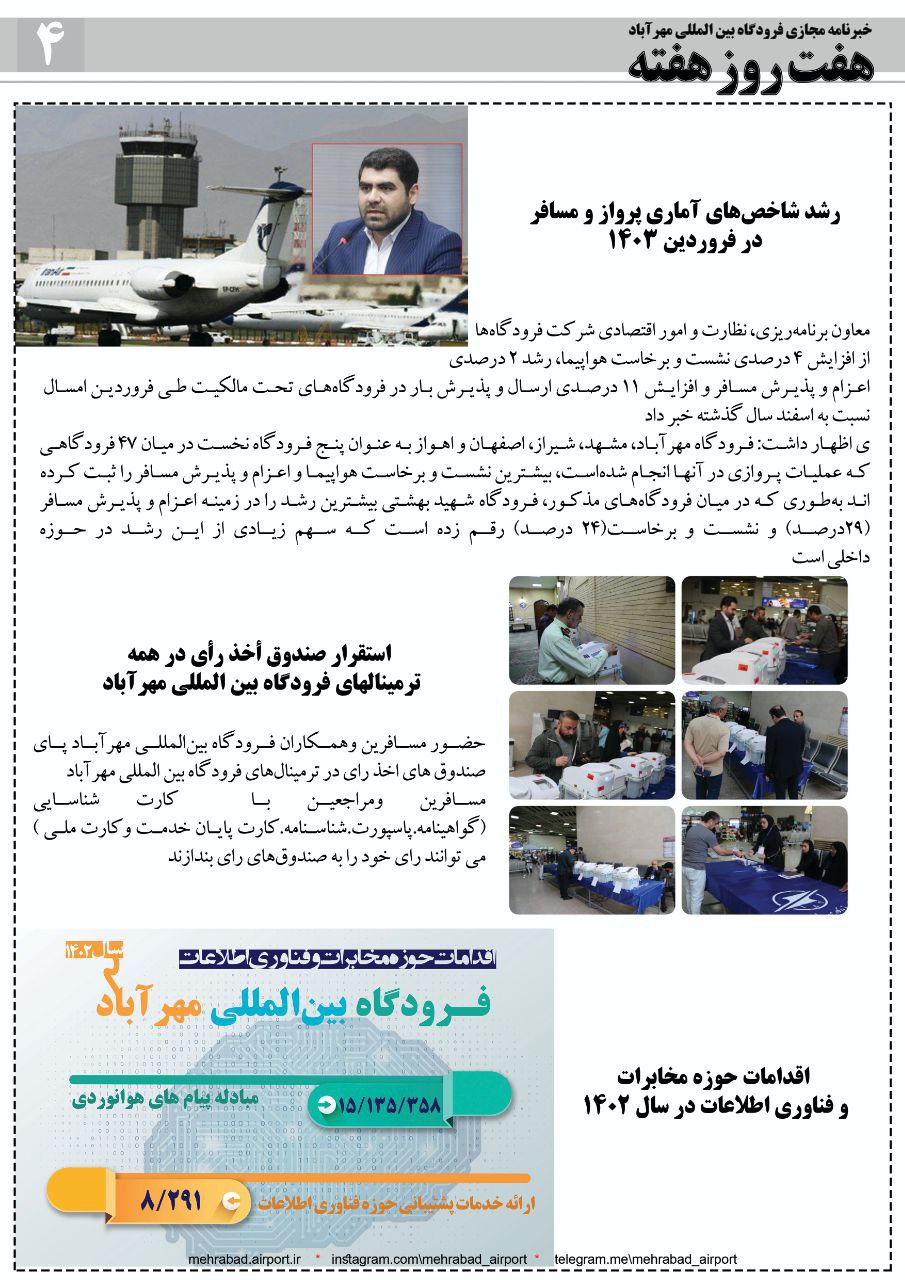 خبرنامه مجازی فرودگاه بین المللی مهرآباد
هفت روز هفته
۴
رشد شاخص‌های آماری پرواز و مسافر
در فروردین ۱۴۰۳
IranAir
معاون برنامه‌ریزی، نظارت و امور اقتصادی شرکت فرودگاه‌ها
از افزایش ۴ درصدی نشست و برخاست هواپیما، رشد ۲ درصدی
اعزام و پذیرش مسافر و افزایش ۱۱ درصدی ارسال و پذیرش بار در فرودگاه‌های تحت مالکیت طی فروردین امسال
نسبت به اسفند سال گذشته خبر داد
ی اظهار داشت: فرودگاه مهرآباد، مشهد، شیراز، اصفهان و اهواز به عنوان پنج فرودگاه نخست در میان ۴۷ فرودگاهی
که عملیات پروازی در آنها انجام شده‌است، بیشترین نشست و برخاست هواپیما و اعزام و پذیرش مسافر را ثبت کرده
اند به‌طوری که در میان فرودگاه‌های مذکور، فرودگاه شهید بهشتی بیشترین رشد را در زمینه اعزام و پذیرش مسافر
(۲۹درصد) و نشست و برخاست(۲۴ درصد) رقم زده است که سهم زیادی از این رشد در حوزه
داخلی است
استقرار صندوق أخذ رأی در همه
ترمینالهای فرودگاه بین المللی مهرآباد
حضور مسافرین وهمکاران فرودگاه بین‌المللی مهرآباد پای
صندوق های اخذ رای در ترمینال‌های فرودگاه بین المللی مهرآباد
مسافرین ومراجعین با کارت شناسایی
(گواهینامه.پاسپورت.شناسنامه.کارت پایان خدمت وکارت ملی )
می توانند رای خود را به صندوق‌های رای بندازند
اقدامات حوزه مخابرات و فناوری اطلاعات
سال ۱۴۰۲
فرودگاه بین‌المللی مهرآباد
مبادله پیام های هوانوردی
۱۵/۱۳۵/۳۵۸
ارائه خدمات پشتیبانی حوزه فناوری اطلاعات
۸/۲۹۱
اقدامات حوزه مخابرات
و فناوری اطلاعات در سال ۱۴۰۲
mehrabad.airport.ir * instagram.com\mehrabad_airport * telegram.me\mehrabad_airport